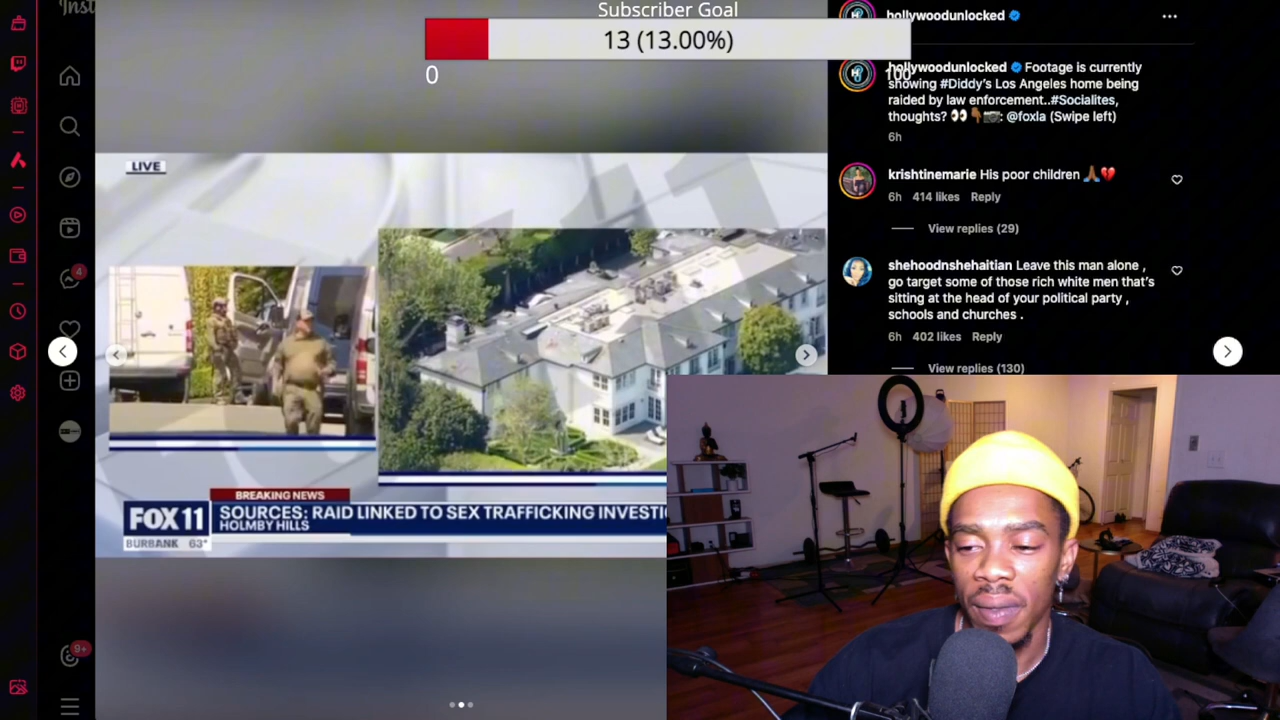 Inst
Subscriber Goal
13 (13.00%)
0
100
hollywoodunlocked
hollywoodunlocked Footage is currently
showing #Diddy's Los Angeles home being
raided by law enforcement..#Socialites,
thoughts? 👀👇🏾📷: @foxla (Swipe left)
6h
krishtinemarie His poor children 🙏🏾💔
6h 414 likes Reply
View replies (29)
shehoodnshehaitian Leave this man alone ,
go target some of those rich white men that's
sitting at the head of your political party ,
schools and churches .
6h 402 likes Reply
View replies (130)
4
9+
LIVE
BREAKING NEWS
FOX 11
SOURCES: RAID LINKED TO SEX TRAFFICKING INVESTI
HOLMBY HILLS
BURBANK 63°